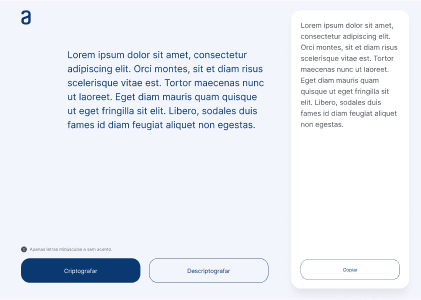 a
Lorem ipsum dolor sit amet, consectetur
adipiscing elit. Orci montes, sit et diam risus
scelerisque vitae est. Tortor maecenas nunc
ut laoreet. Eget diam mauris quam quisque
ut eget fringilla sit elit. Libero, sodales duis
fames id diam feugiat aliquet non egestas.
Apenas letras minúsculas e sem acento.
Criptografar
Descriptografar
Lorem ipsum dolor sit amet,
consectetur adipiscing elit. Orci
montes, sit et diam risus
scelerisque vitae est. Tortor
maecenas nunc ut laoreet. Eget
diam mauris quam quisque ut eget
fringilla sit elit. Libero, sodales duis
fames id diam feugiat aliquet
non egestas.
Copiar